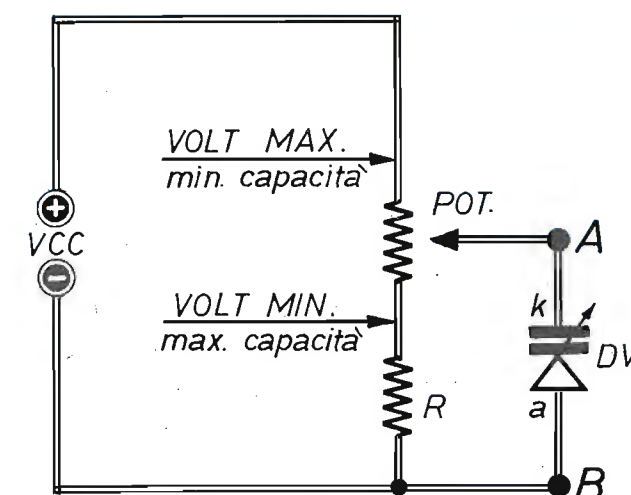 VOLT MAX.
min. capacità
POT.
A
+
VCC
−
VOLT MIN.
max. capacità
k
DV
R
a
B